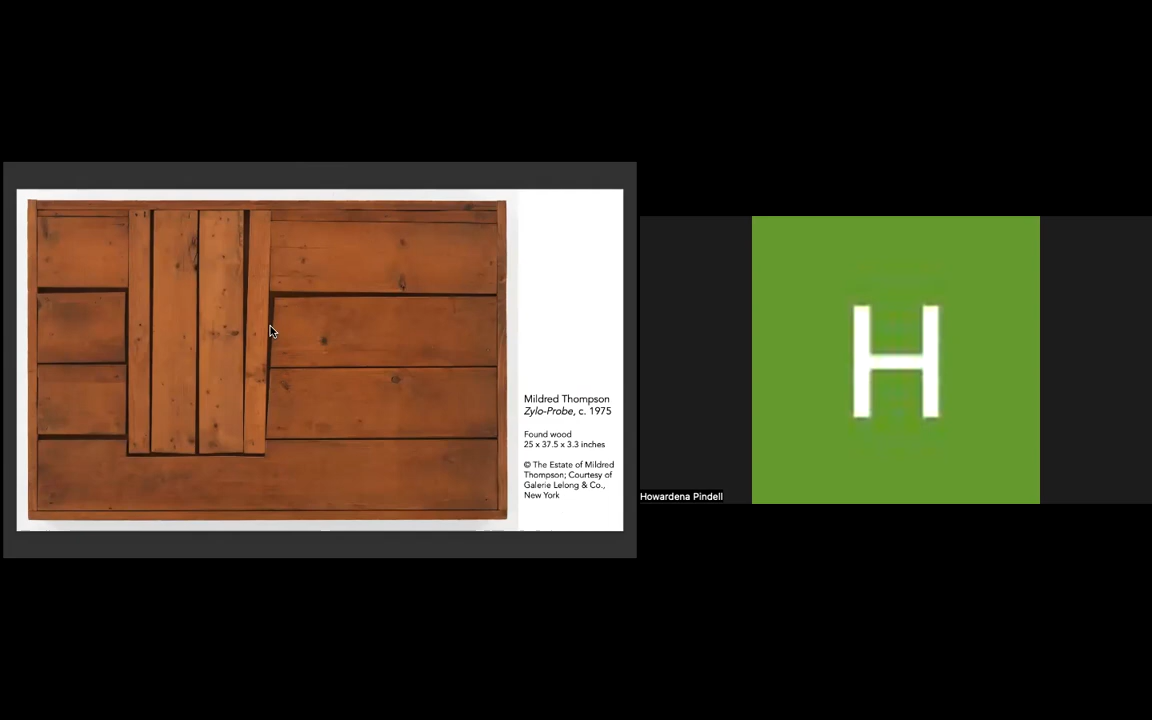 Mildred Thompson
Zylo-Probe, c. 1975
Found wood
25 x 37.5 x 3.3 inches
© The Estate of Mildred
Thompson; Courtesy of
Galerie Lelong & Co.,
New York
H
Howardena Pindell